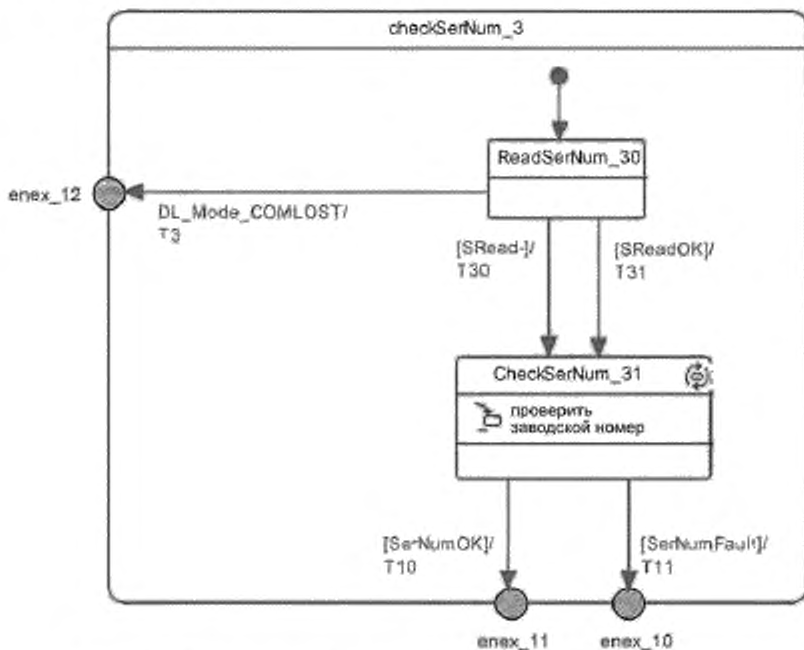 checkSerNum_3
ReadSerNum_30
enex_12
DL_Mode_COMLOST/
T3
[SRead-]/
T30
[SReadOK]/
T31
CheckSerNum_31
проверить
заводской номер
[SerNumOK]/
T10
[SerNumFault]/
T11
enex_11
enex_10